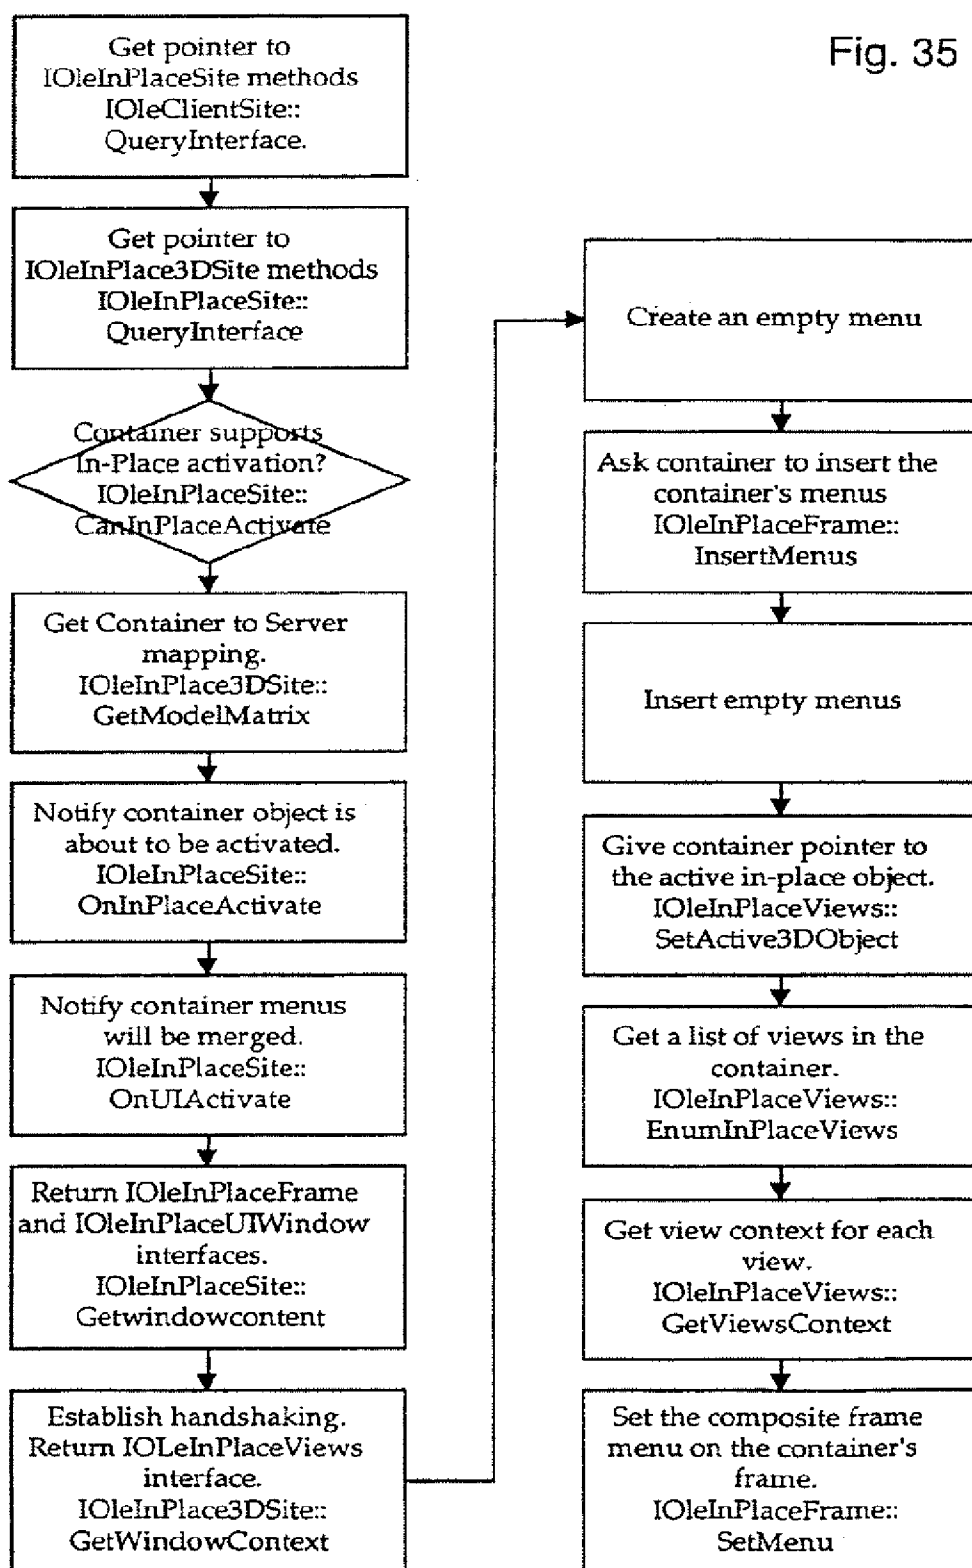 Fig. 35
Get pointer to
IOleInPlaceSite methods
IOleClientSite::
QueryInterface.
Get pointer to
IOleInPlace3DSite methods
IOleInPlaceSite::
QueryInterface
Container supports
In-Place activation?
IOleInPlaceSite::
CanInPlaceActivate
Get Container to Server
mapping.
IOleInPlace3DSite::
GetModelMatrix
Notify container object is
about to be activated.
IOleInPlaceSite::
OnInPlaceActivate
Notify container menus
will be merged.
IOleInPlaceSite::
OnUIActivate
Return IOleInPlaceFrame
and IOleInPlaceUIWindow
interfaces.
IOleInPlaceSite::
Getwindowcontent
Establish handshaking.
Return IOLeInPlaceViews
interface.
IOleInPlace3DSite::
GetWindowContext
Create an empty menu
Ask container to insert the
container's menus
IOleInPlaceFrame::
InsertMenus
Insert empty menus
Give container pointer to
the active in-place object.
IOleInPlaceViews::
SetActive3DObject
Get a list of views in the
container.
IOleInPlaceViews::
EnumInPlaceViews
Get view context for each
view.
IOleInPlaceViews::
GetViewsContext
Set the composite frame
menu on the container's
frame.
IOleInPlaceFrame::
SetMenu